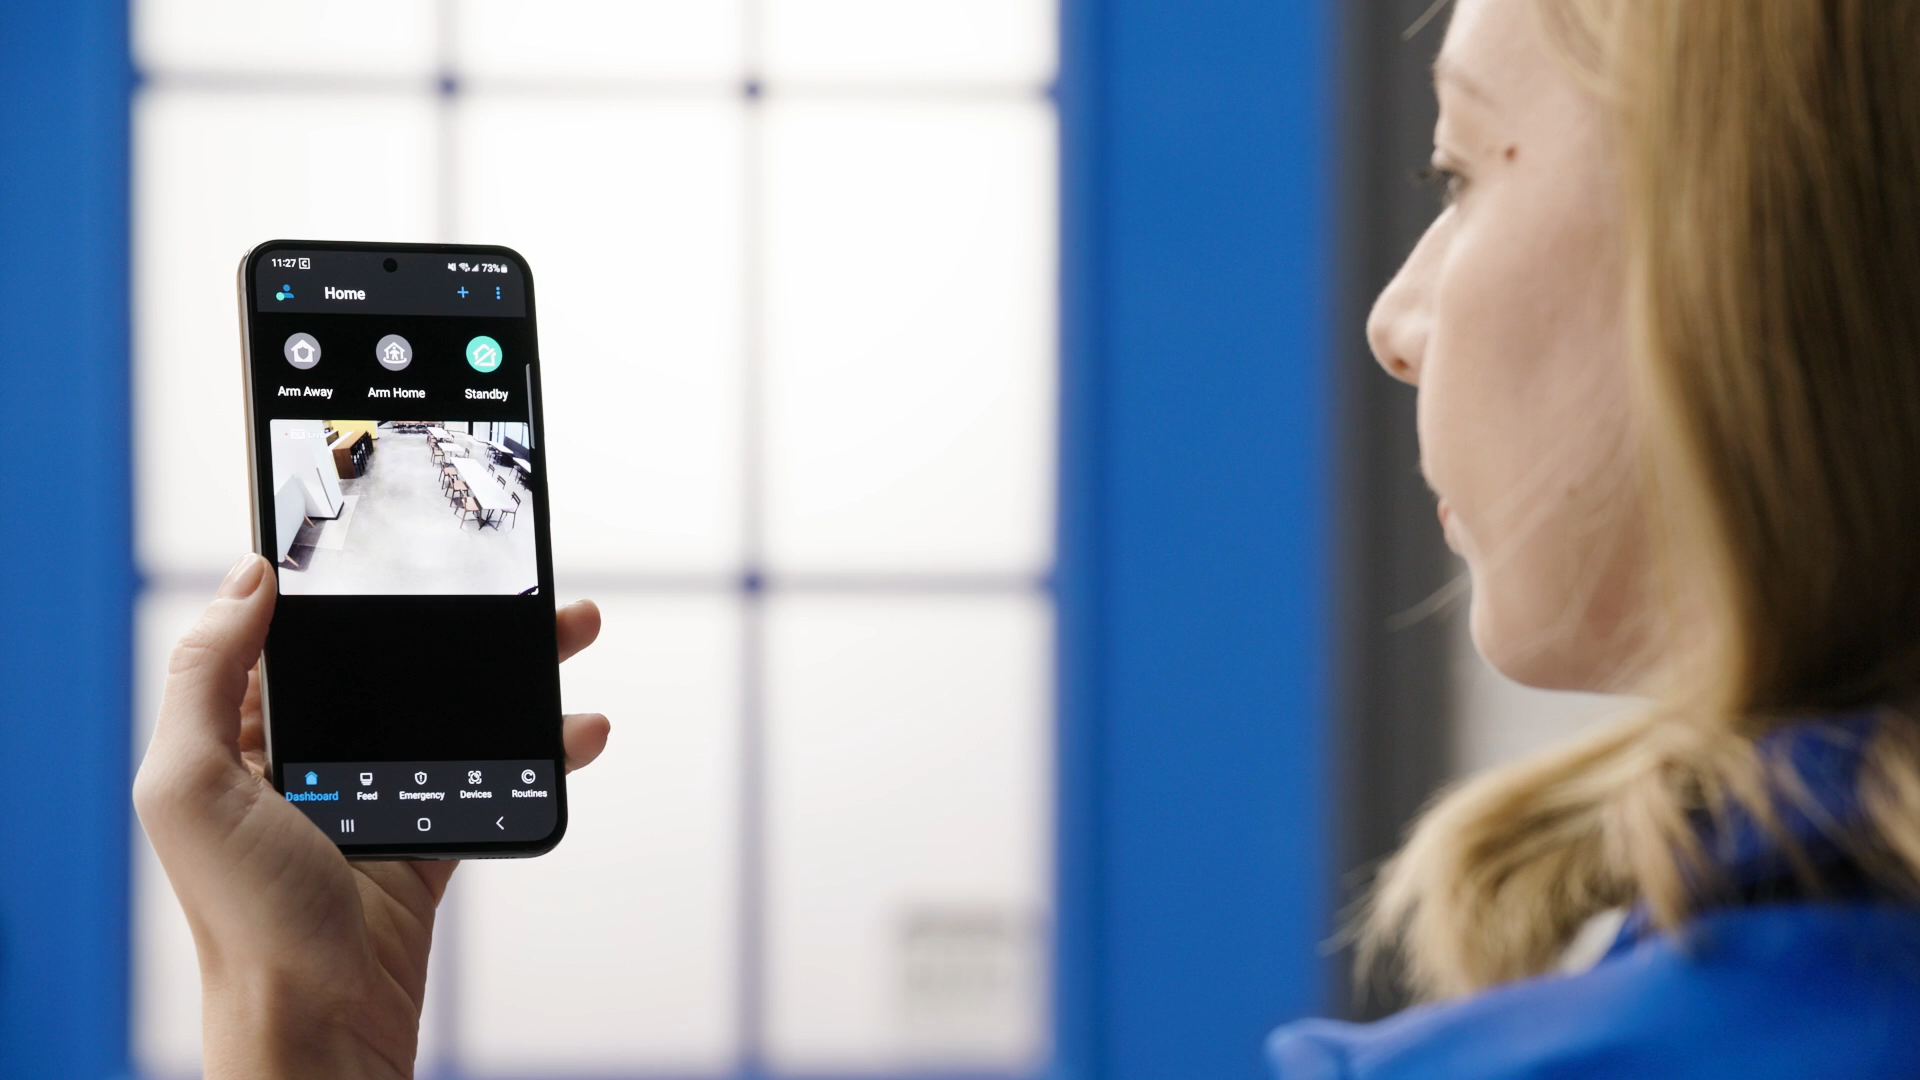 11:27 73%
Home
Arm Away Arm Home Standby
Dashboard Feed Emergency Devices Routines